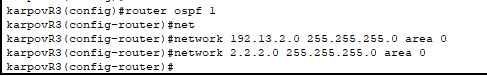 karpovR3(config)#router ospf 1
karpovR3(config-router)#net
karpovR3(config-router)#network 192.13.2.0 255.255.255.0 area 0
karpovR3(config-router)#network 2.2.2.0 255.255.255.0 area 0
karpovR3(config-router)#